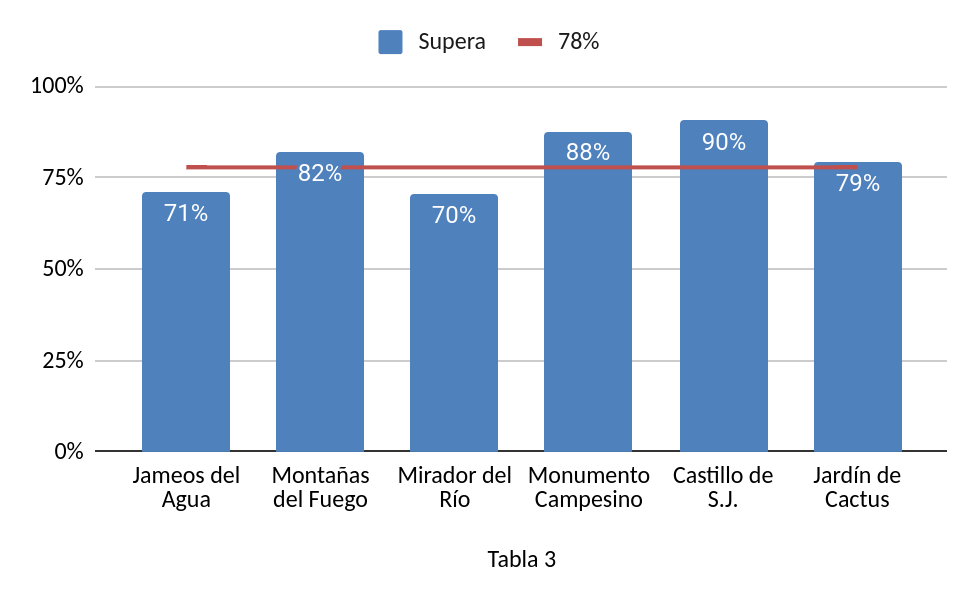 Supera 78%
100%
75%
50%
25%
0%
71%
82%
70%
88%
90%
79%
Jameos del
Agua
Montañas
del Fuego
Mirador del
Río
Monumento
Campesino
Castillo de
S.J.
Jardín de
Cactus
Tabla 3